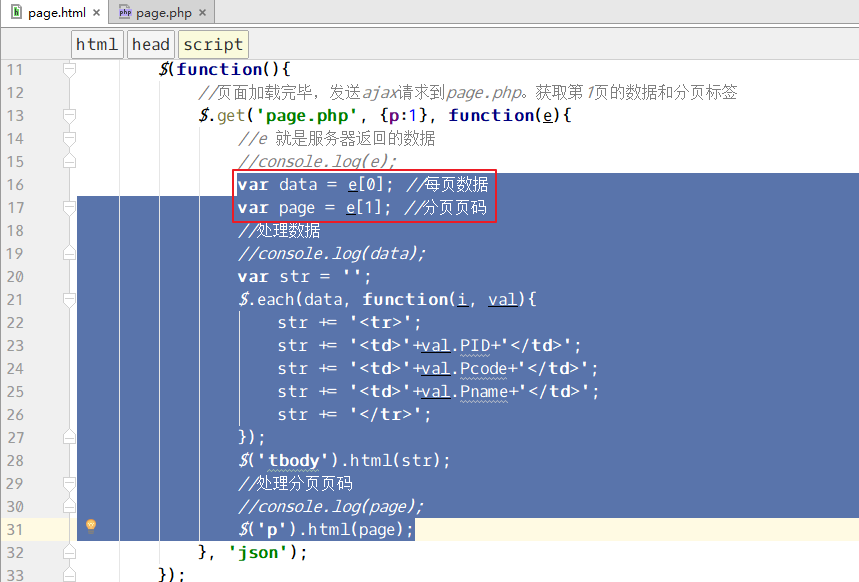 page.html × page.php ×
html head script
11 $(function(){
12 //页面加载完毕，发送ajax请求到page.php。获取第1页的数据和分页标签
13 $.get('page.php', {p:1}, function(e){
14 //e 就是服务器返回的数据
15 //console.log(e);
16 var data = e[0]; //每页数据
17 var page = e[1]; //分页页码
18 //处理数据
19 //console.log(data);
20 var str = '';
21 $.each(data, function(i, val){
22 str += '<tr>';
23 str += '<td>'+val.PID+'</td>';
24 str += '<td>'+val.Pcode+'</td>';
25 str += '<td>'+val.Pname+'</td>';
26 str += '</tr>';
27 });
28 $('tbody').html(str);
29 //处理分页页码
30 //console.log(page);
31 $('p').html(page);
32 }, 'json');
33 });